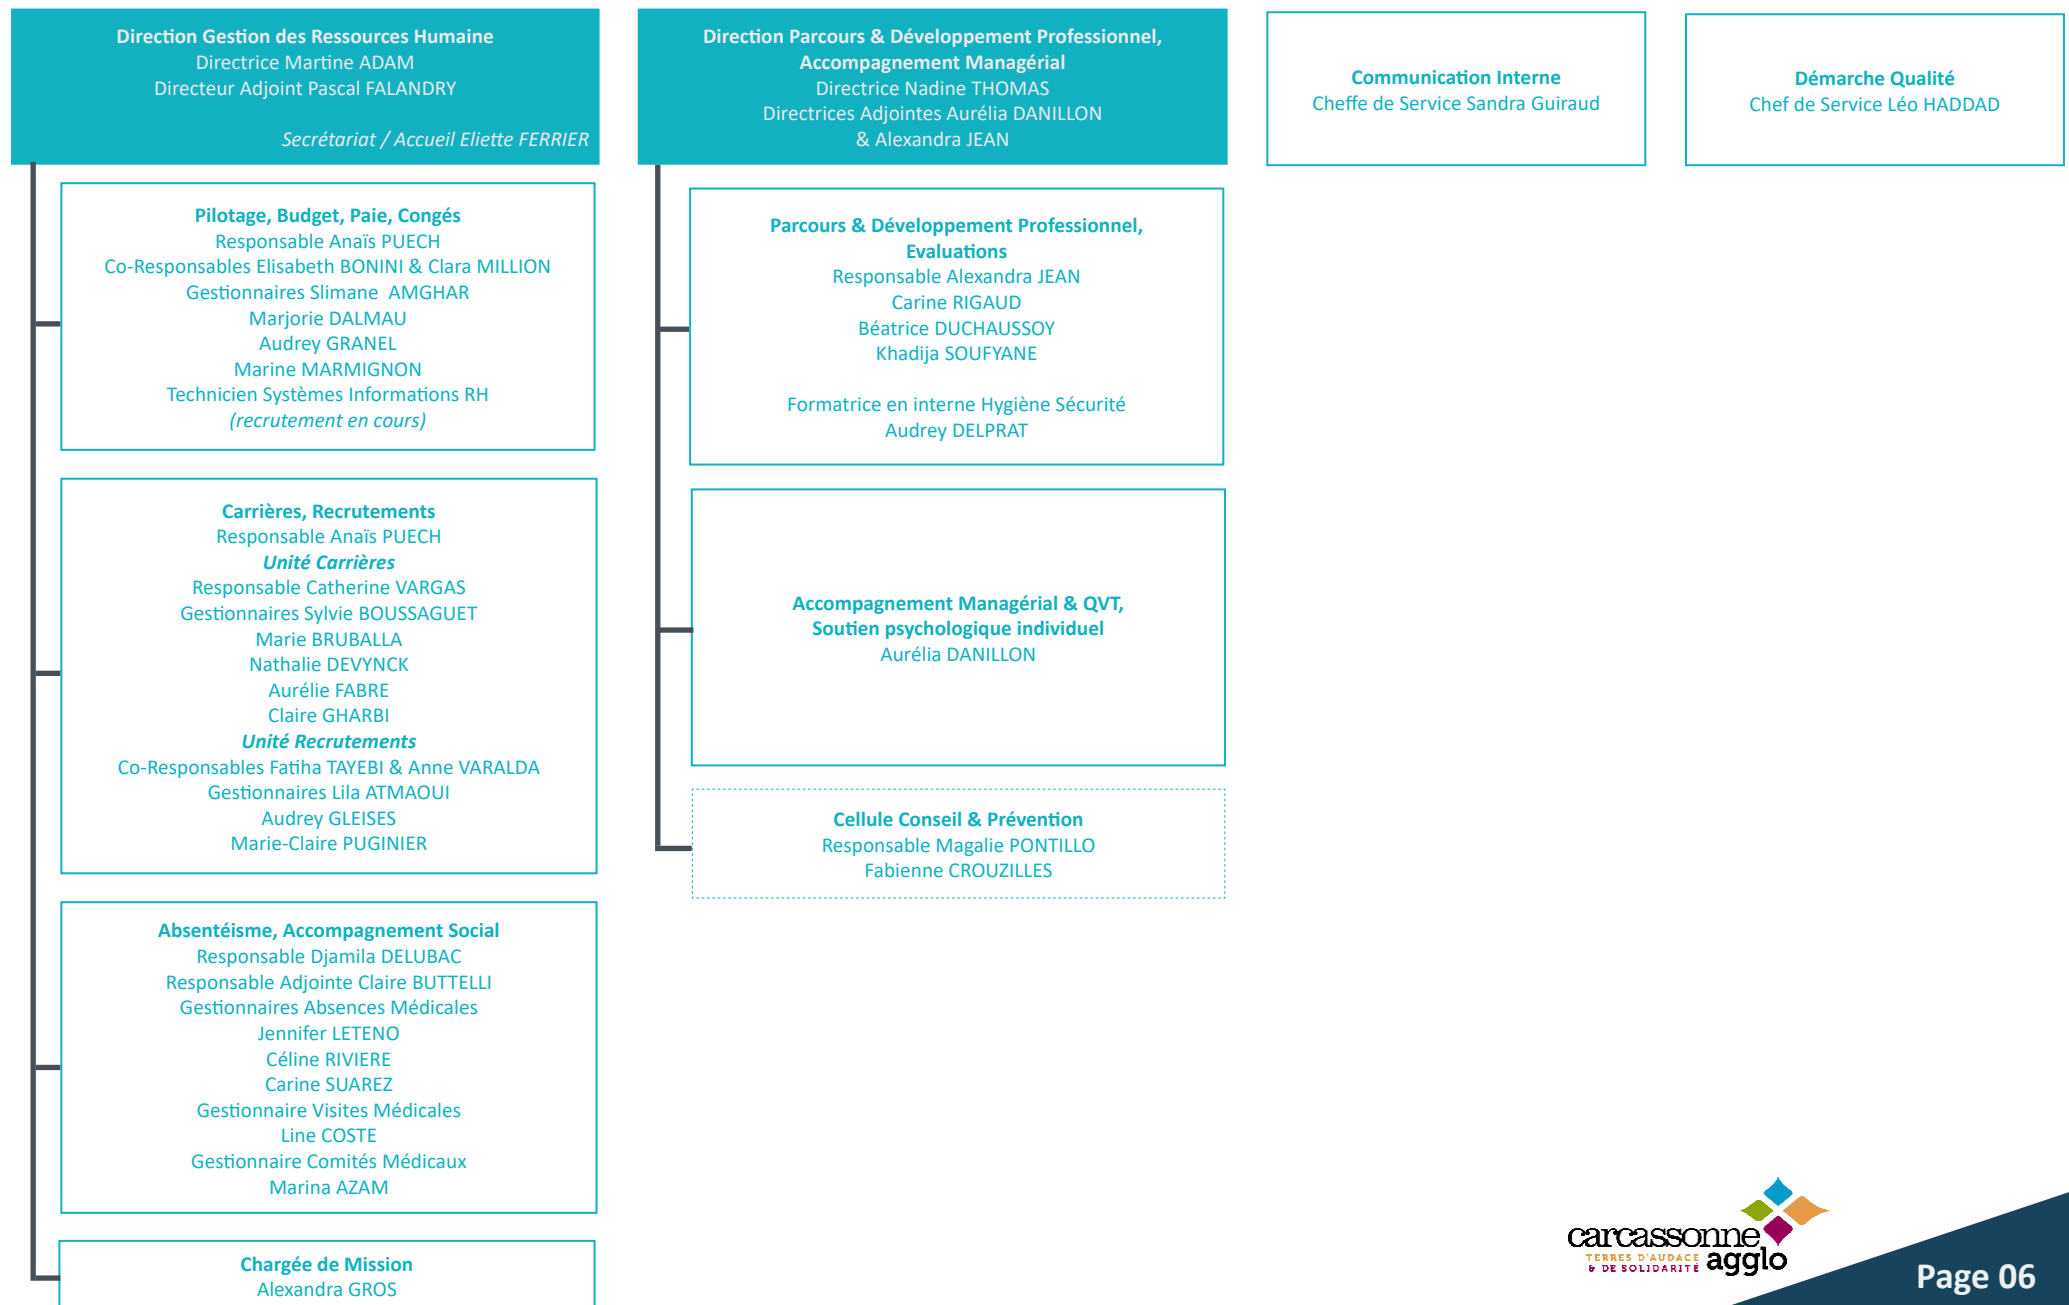 Direction Gestion des Ressources Humaine
Directrice Martine ADAM
Directeur Adjoint Pascal FALANDRY
Secrétariat / Accueil Eliette FERRIER
Pilotage, Budget, Paie, Congés
Responsable Anaïs PUECH
Co-Responsables Elisabeth BONINI & Clara MILLION
Gestionnaires Slimane  AMGHAR
Marjorie DALMAU
Audrey GRANEL
Marine MARMIGNON
Technicien Systèmes Informations RH
(recrutement en cours)
Carrières, Recrutements
Responsable Anaïs PUECH
Unité Carrières
Responsable Catherine VARGAS
Gestionnaires Sylvie BOUSSAGUET
Marie BRUBALLA
Nathalie DEVYNCK
Aurélie FABRE
Claire GHARBI
Unité Recrutements
Co-Responsables Fatiha TAYEBI & Anne VARALDA
Gestionnaires Lila ATMAOUI
Audrey GLEISES
Marie-Claire PUGINIER
Absentéisme, Accompagnement Social
Responsable Djamila DELUBAC
Responsable Adjointe Claire BUTTELLI
Gestionnaires Absences Médicales
Jennifer LETENO
Céline RIVIERE
Carine SUAREZ
Gestionnaire Visites Médicales
Line COSTE
Gestionnaire Comités Médicaux
Marina AZAM
Chargée de Mission
Alexandra GROS
Direction Parcours & Développement Professionnel,
Accompagnement Managérial
Directrice Nadine THOMAS
Directrices Adjointes Aurélia DANILLON
& Alexandra JEAN
Parcours & Développement Professionnel,
Evaluations
Responsable Alexandra JEAN
Carine RIGAUD
Béatrice DUCHAUSSOY
Khadija SOUFYANE
Formatrice en interne Hygiène Sécurité
Audrey DELPRAT
Accompagnement Managérial & QVT,
Soutien psychologique individuel
Aurélia DANILLON
Cellule Conseil & Prévention
Responsable Magalie PONTILLO
Fabienne CROUZILLES
Communication Interne
Cheffe de Service Sandra Guiraud
Démarche Qualité
Chef de Service Léo HADDAD
carcassonne
TERRES D'AUDACE
& DE SOLIDARITÉ
agglo
Page 06